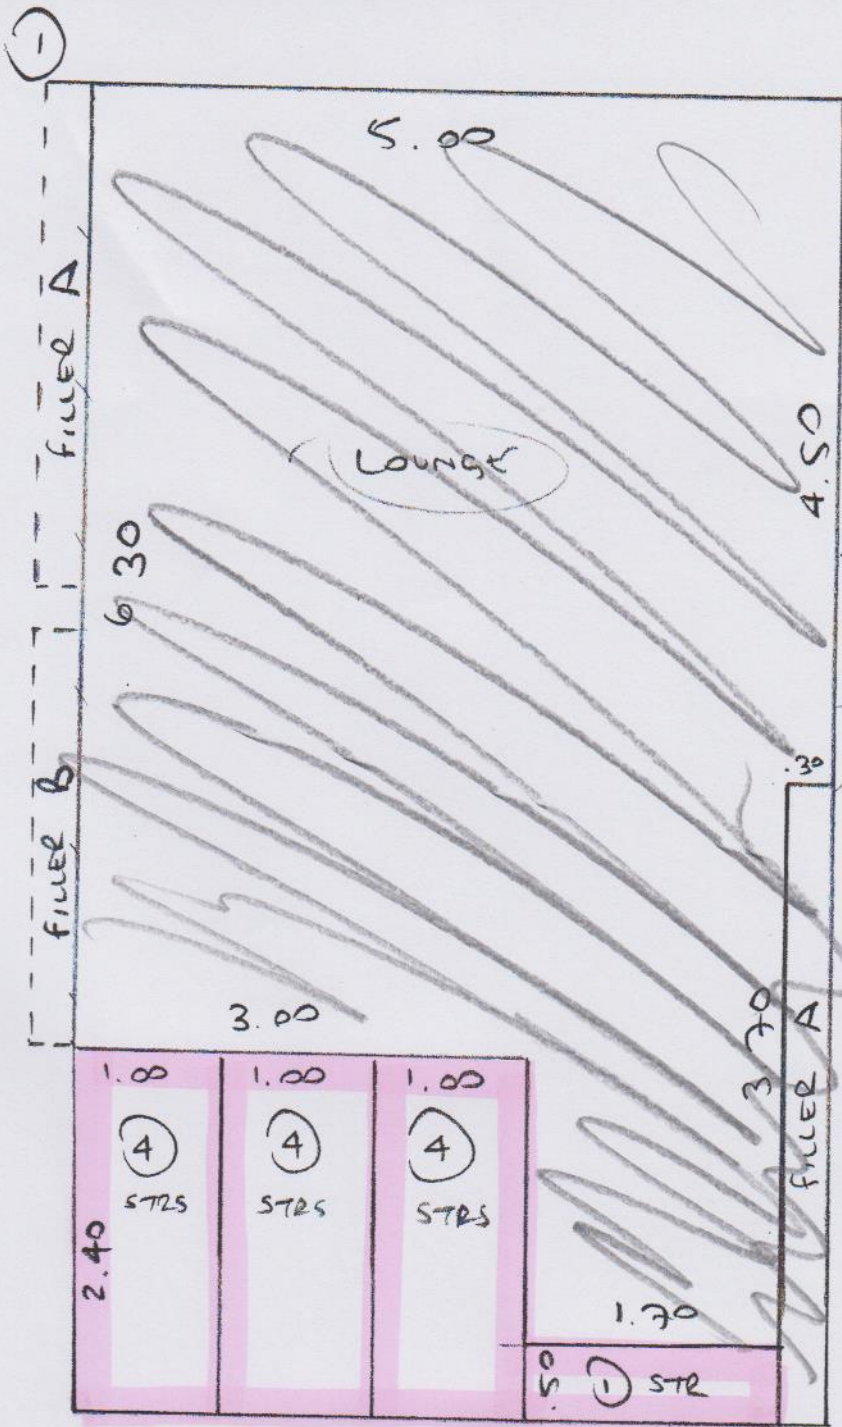 1
5.00
FILLER A
LOUNGE
4.50
6 30
.30
FILLER B
3.00
3.70
FILLER A
1.00 1.00 1.00
4 4 4
STRS STRS STRS
2.40
1.70
.50 1 STR